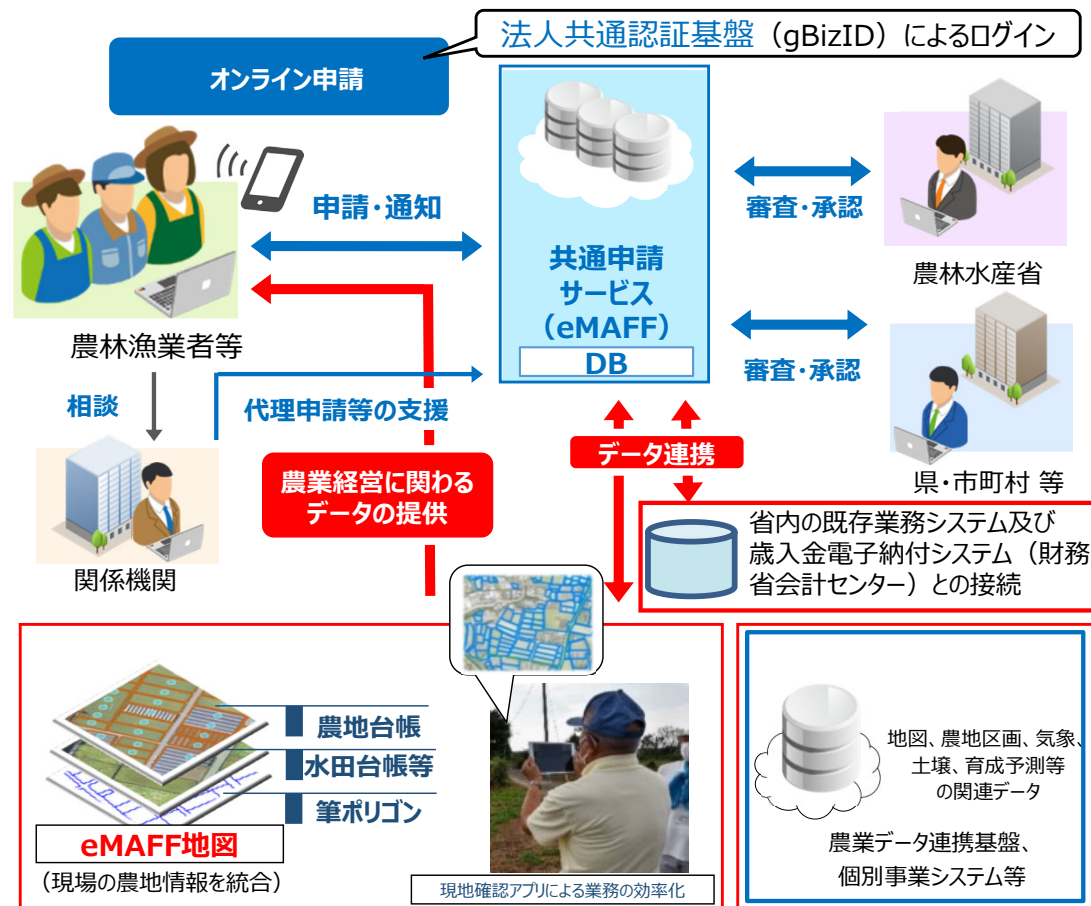 法人共通認証基盤（gBizID）によるログイン
オンライン申請
申請・通知
共通申請
サービス
（eMAFF）
DB
審査・承認
農林水産省
農林漁業者等
審査・承認
県・市町村 等
相談
代理申請等の支援
関係機関
農業経営に関わる
データの提供
データ連携
省内の既存業務システム及び
歳入金電子納付システム（財務
省会計センター）との接続
農地台帳
水田台帳等
筆ポリゴン
eMAFF地図
（現場の農地情報を統合）
現地確認アプリによる業務の効率化
地図、農地区画、気象、
土壌、育成予測等
の関連データ
農業データ連携基盤、
個別事業システム等